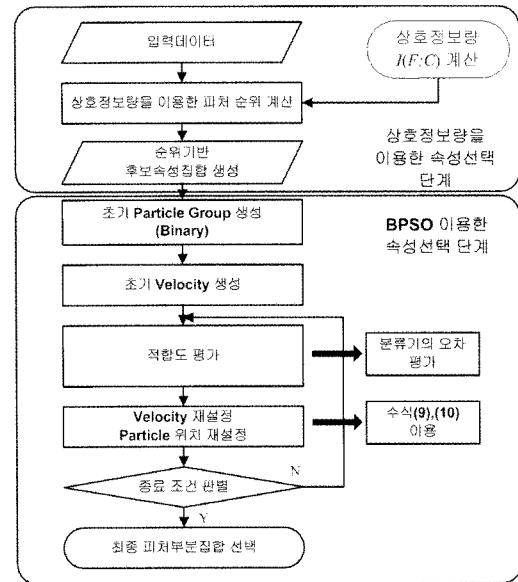 입력데이터
상호정보량
I(F;C) 계산
상호정보량을 이용한 피처 순위 계산
순위기반
후보속성집합 생성
상호정보량을
이용한 속성선택
단계
초기 Particle Group 생성
(Binary)
BPSO 이용한
속성선택 단계
초기 Velocity 생성
적합도 평가
분류기의 오차
평가
Velocity 재설정
Particle 위치 재설정
수식(9),(10)
이용
종료 조건 판별
N
Y
최종 피처부분집합 선택